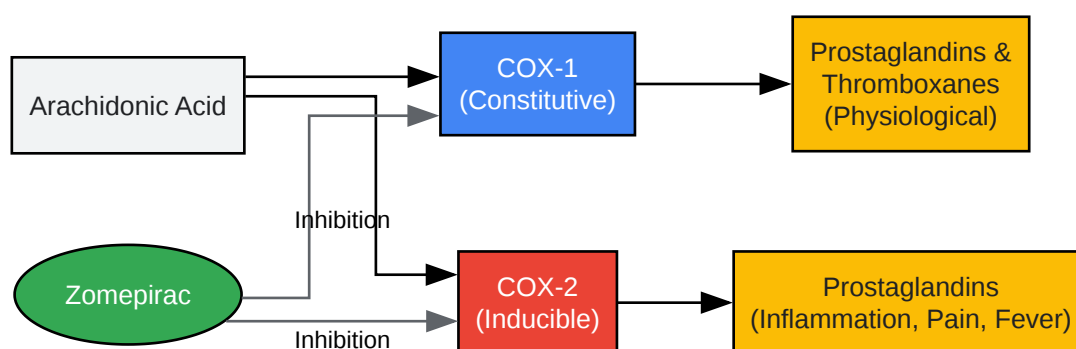 Arachidonic Acid
COX-1
(Constitutive)
Prostaglandins &
Thromboxanes
(Physiological)
Inhibition
Zomepirac
COX-2
(Inducible)
Prostaglandins
(Inflammation, Pain, Fever)
Inhibition